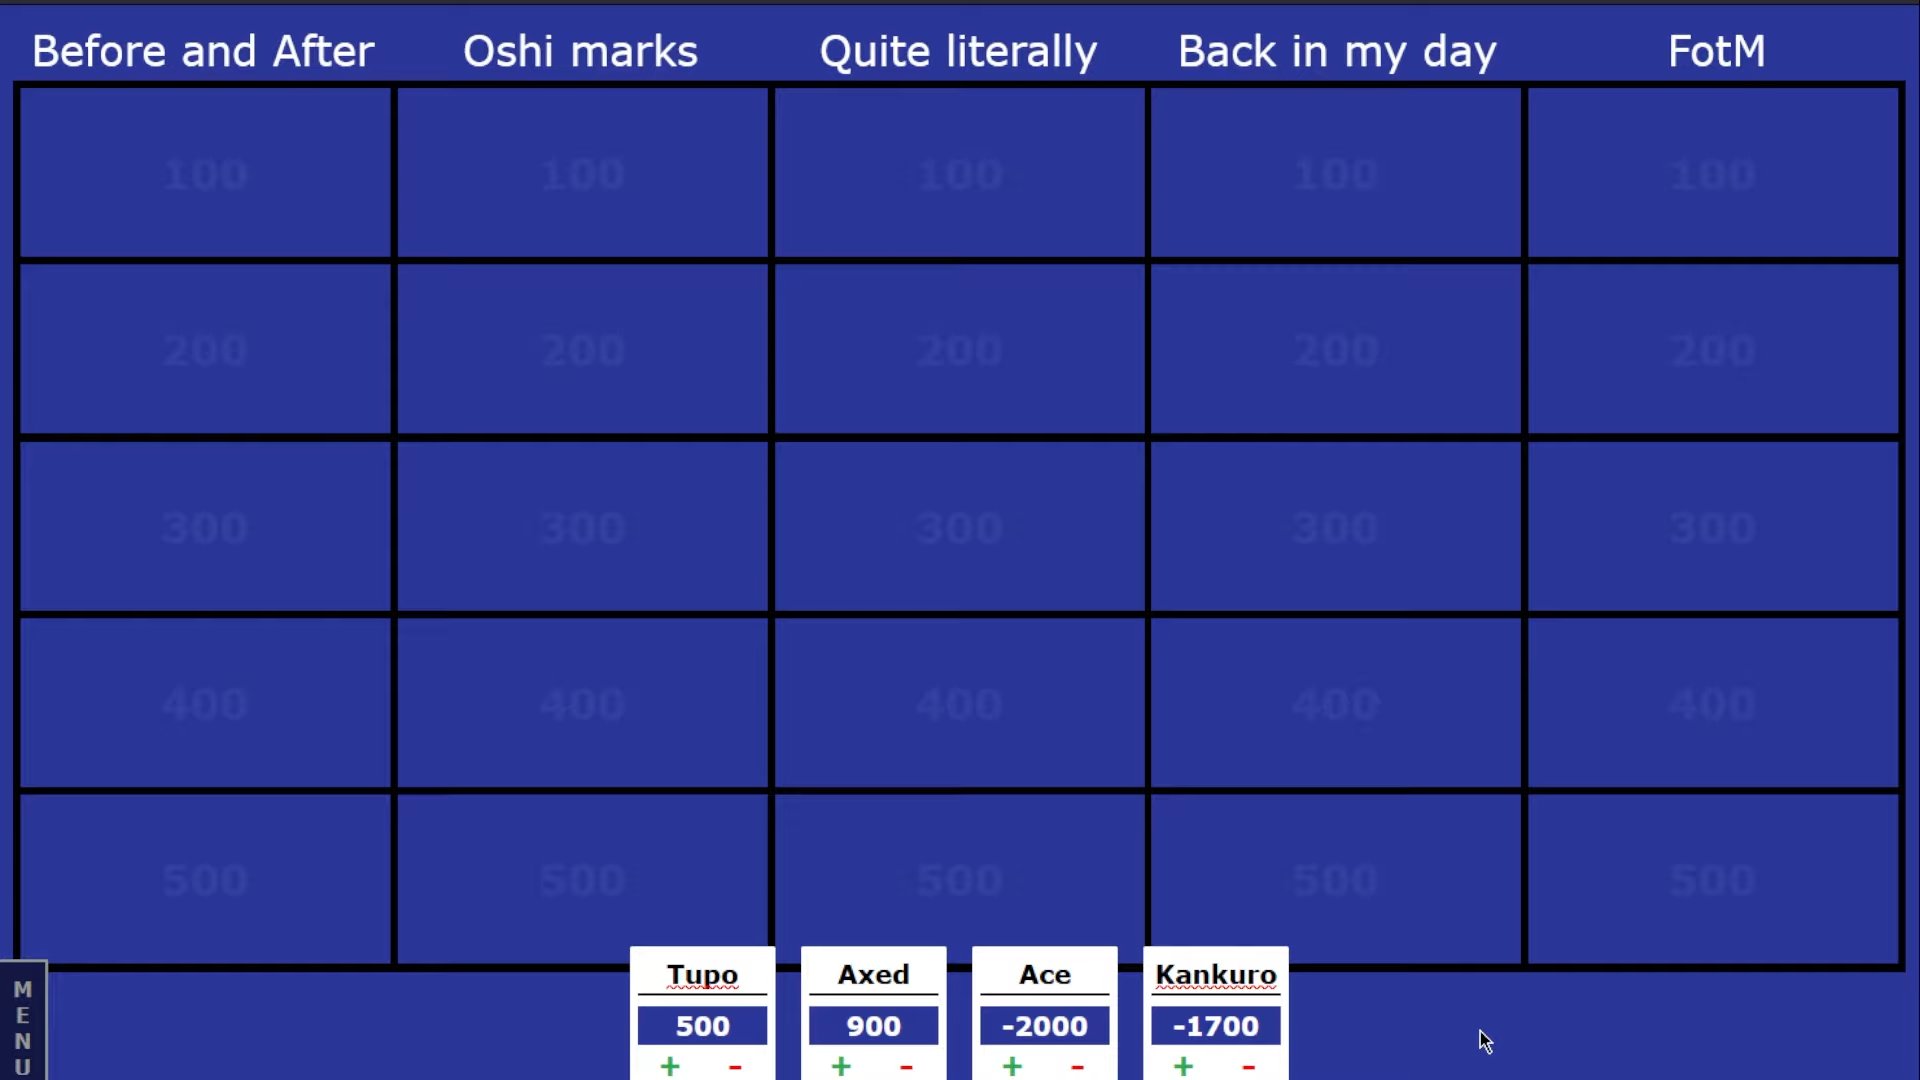 Before and After Oshi marks Quite literally Back in my day FotM
100 100 100 100 100
200 200 200 200 200
300 300 300 300 300
400 400 400 400 400
500 500 500 500 500
Tupo Axed Ace Kankuro
500 900 -2000 -1700
+ - + - + - + -
M
E
N
U